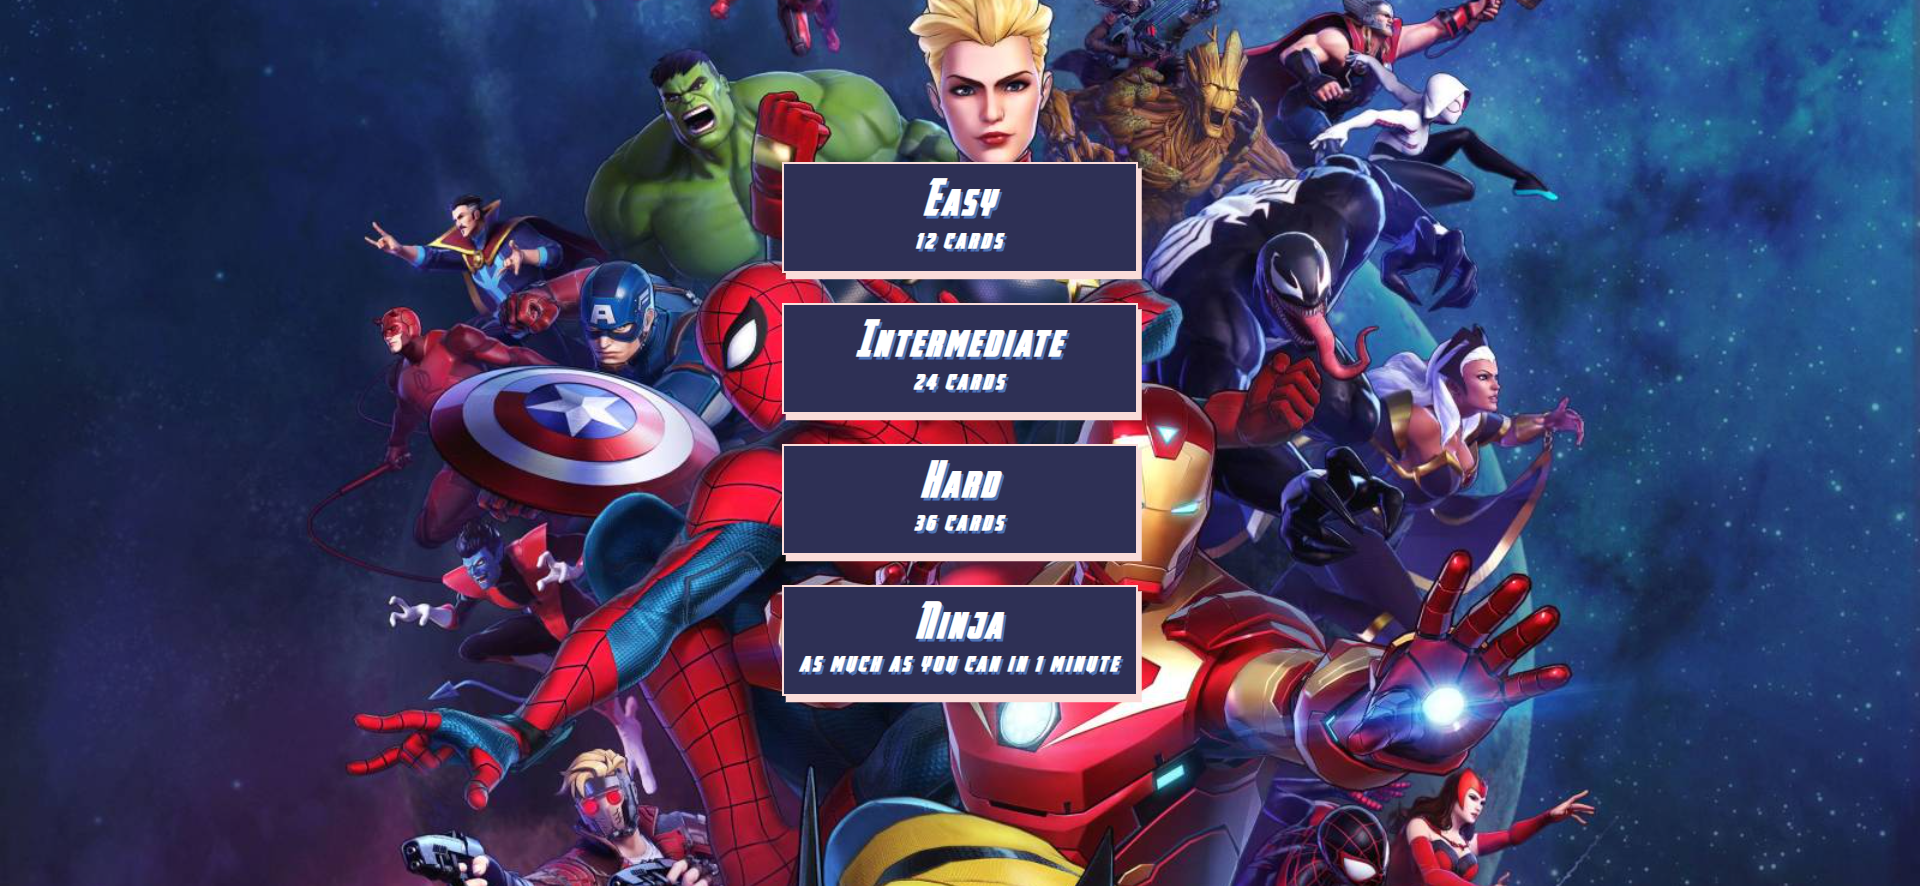 Easy
12 cards
Intermediate
24 cards
Hard
36 cards
Ninja
as much as you can in 1 minute
A